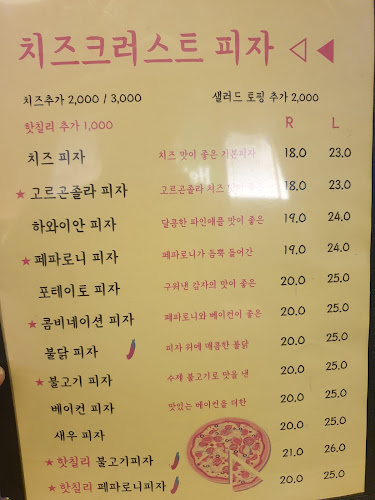 치즈크러스트 피자 ◁◀
치즈추가 2,000 / 3,000 샐러드 토핑 추가 2,000
핫칠리 추가 1,000 R L
치즈 피자 치즈 맛이 좋은 기본피자 18.0 23.0
★ 고르곤졸라 피자 고르곤졸라 치즈 좋은 18.0 23.0
하와이안 피자 달콤한 파인애플 맛이 좋은 19.0 24.0
★ 페파로니 피자 페파로니가 듬뿍 들어간 19.0 24.0
포테이토 피자 구워낸 감자의 맛이 좋은 20.0 25.0
★ 콤비네이션 피자 페파로니와 베이컨이 좋은 20.0 25.0
불닭 피자 피자 위에 매콤한 불닭 20.0 25.0
★ 불고기 피자 수제 불고기로 맛을 낸 20.0 25.0
베이컨 피자 맛있는 베이컨을 더한 20.0 25.0
새우 피자 20.0 25.0
★ 핫칠리 불고기피자 21.0 26.0
★ 핫칠리 페파로니피자 20.0 25.0